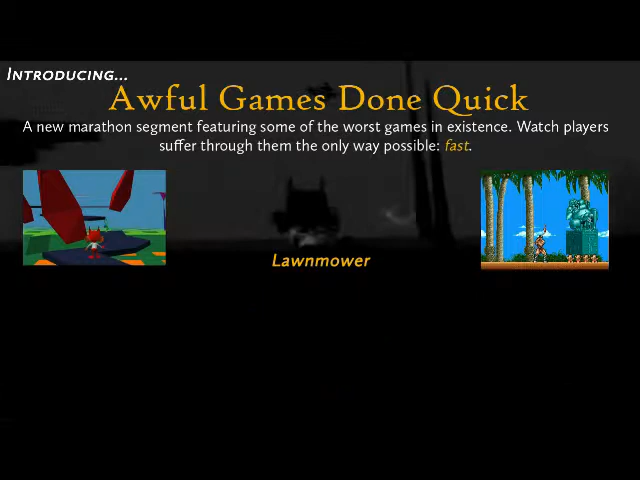 Introducing...
Awful Games Done Quick
A new marathon segment featuring some of the worst games in existence. Watch players
suffer through them the only way possible: fast.
Lawnmower